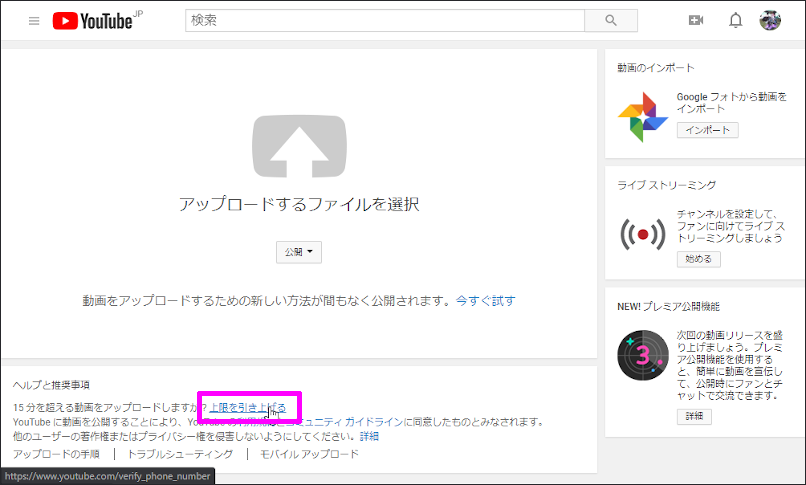 YouTube JP
検索
アップロードするファイルを選択
公開
動画をアップロードするための新しい方法が間もなく公開されます。今すぐ試す
ヘルプと推奨事項
15 分を超える動画をアップロードしますか? 上限を引き上げる
YouTube に動画を公開することにより、YouTube の利用規約とコミュニティ ガイドラインに同意したものとみなされます。
他のユーザーの著作権またはプライバシー権を侵害しないようにしてください。詳細
アップロードの手順 | トラブルシューティング | モバイル アップロード
https://www.youtube.com/verify_phone_number
動画のインポート
Google フォトから動画を
インポート
インポート
ライブ ストリーミング
チャンネルを設定して、
ファンに向けてライブ ス
トリーミングしましょう
始める
NEW! プレミア公開機能
3
次回の動画リリースを盛
り上げましょう。プレミ
ア公開機能を使用する
と、簡単に動画を宣伝し
て、公開時にファンとチ
ャットで交流できます。
詳細